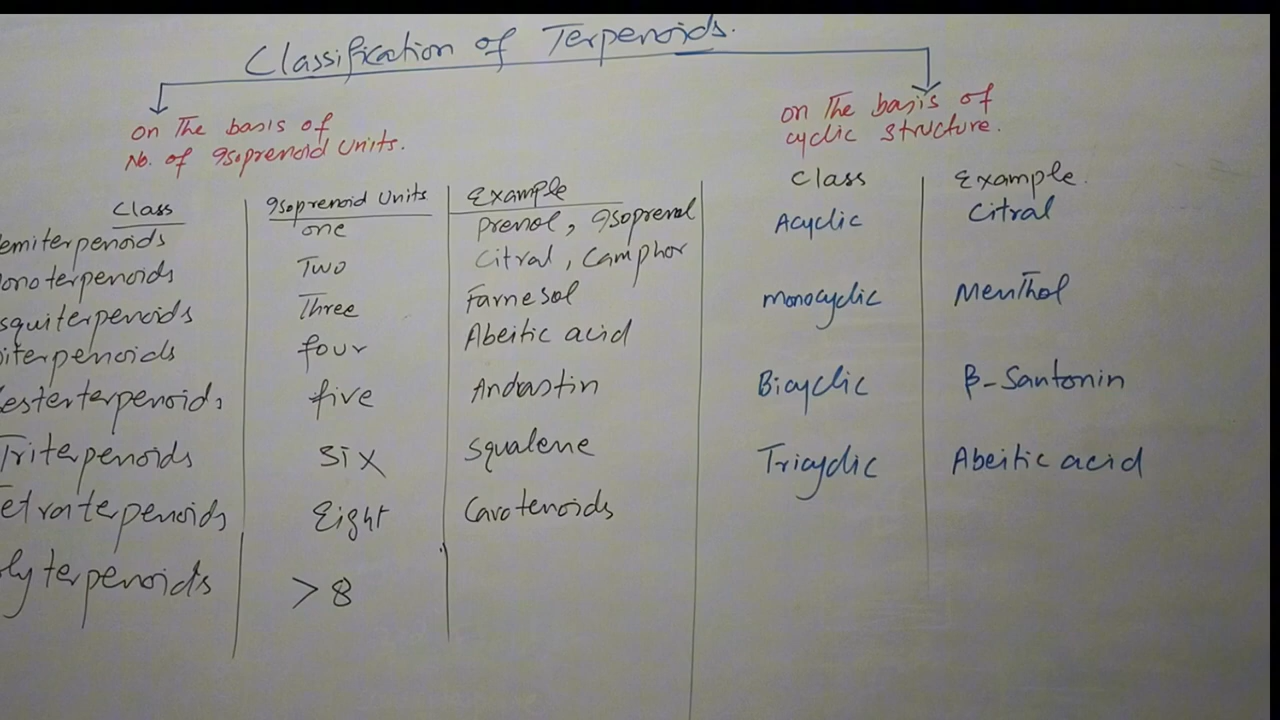 Classification of Terpenoids.
on The basis of
No. of Isoprenoid Units.
on The basis of
cyclic structure.
Class Isoprenoid Units Example
emiterpenoids one Prenol, Isoprenol
onoterpenoids Two Citral, Camphor
squiterpenoids Three Farnesol
iterpenoids four Abeitic acid
esterterpenoids five Andrastin
Triterpenoids Six Squalene
etraterpenoids Eight Carotenoids
olyterpenoids > 8
Class Example.
Acyclic Citral
monocyclic Menthol
Bicyclic β-Santonin
Tricyclic Abeitic acid